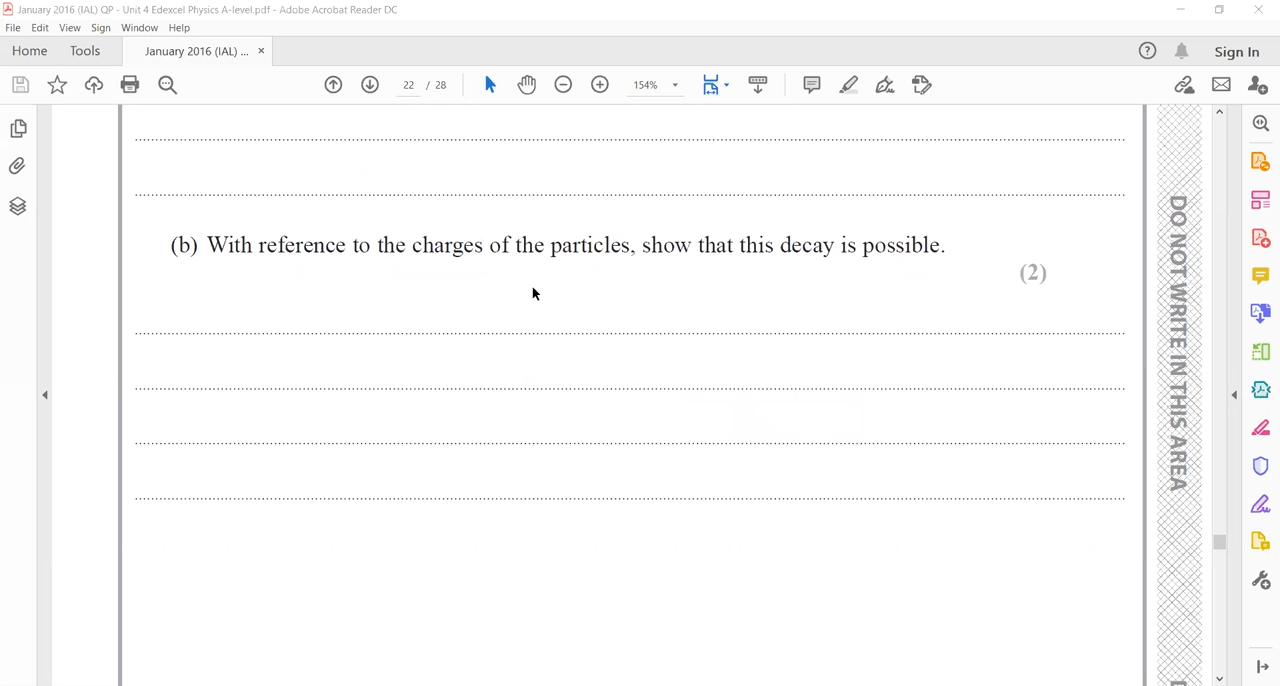 January 2016 (IAL) QP - Unit 4 Edexcel Physics A-level.pdf - Adobe Acrobat Reader DC
File Edit View Sign Window Help
Home Tools January 2016 (IAL) ... × Sign In
22 / 28 154%
(b) With reference to the charges of the particles, show that this decay is possible.
(2)
DO NOT WRITE IN THIS AREA